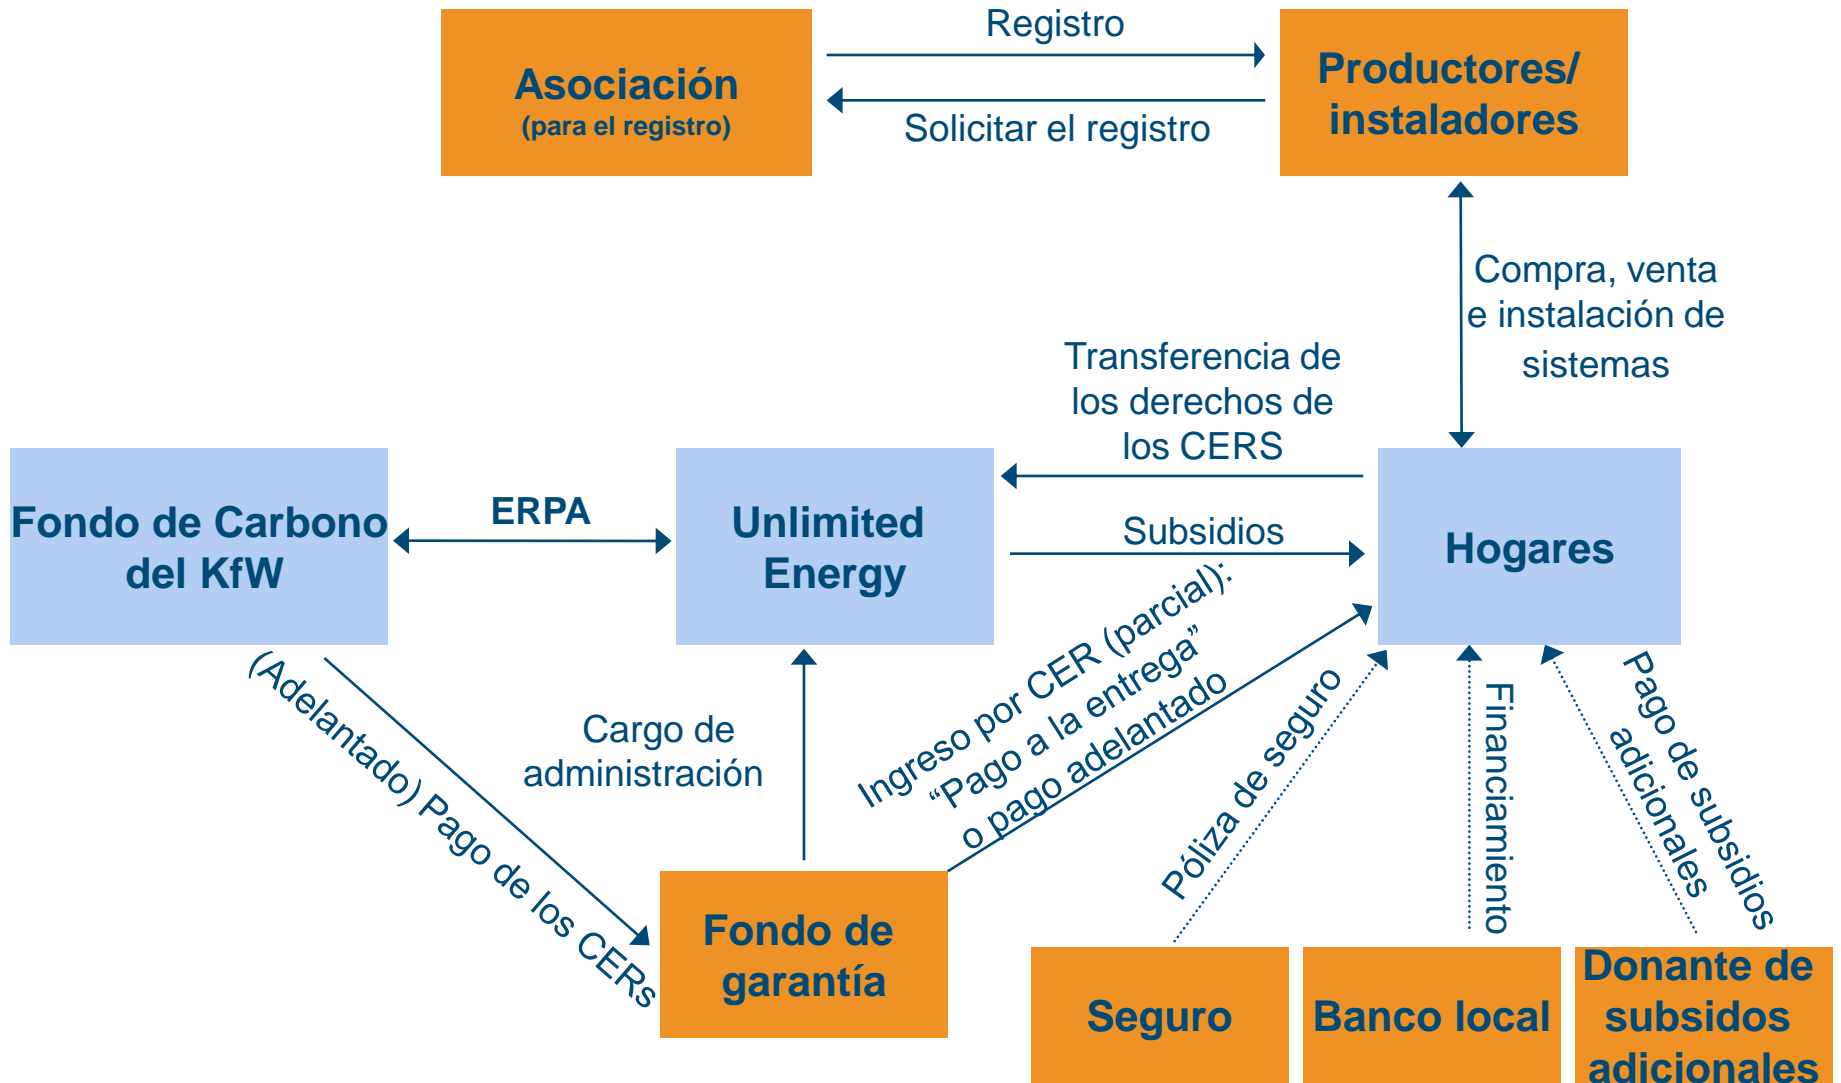 Registro
Asociación
(para el registro)
Productores/
instaladores
Solicitar el registro
Compra, venta
e instalación de
sistemas
Transferencia de
los derechos de
los CERS
Fondo de Carbono
del KfW
ERPA
Unlimited
Energy
Subsidios
Hogares
(Adelantado) Pago de los CERs
Cargo de
administración
Ingreso por CER (parcial):
“Pago a la entrega”
o pago adelantado
Póliza de seguro
Financiamiento
Pago de subsidios
adicionales
Fondo de
garantía
Seguro
Banco local
Donante de
subsidos
adicionales